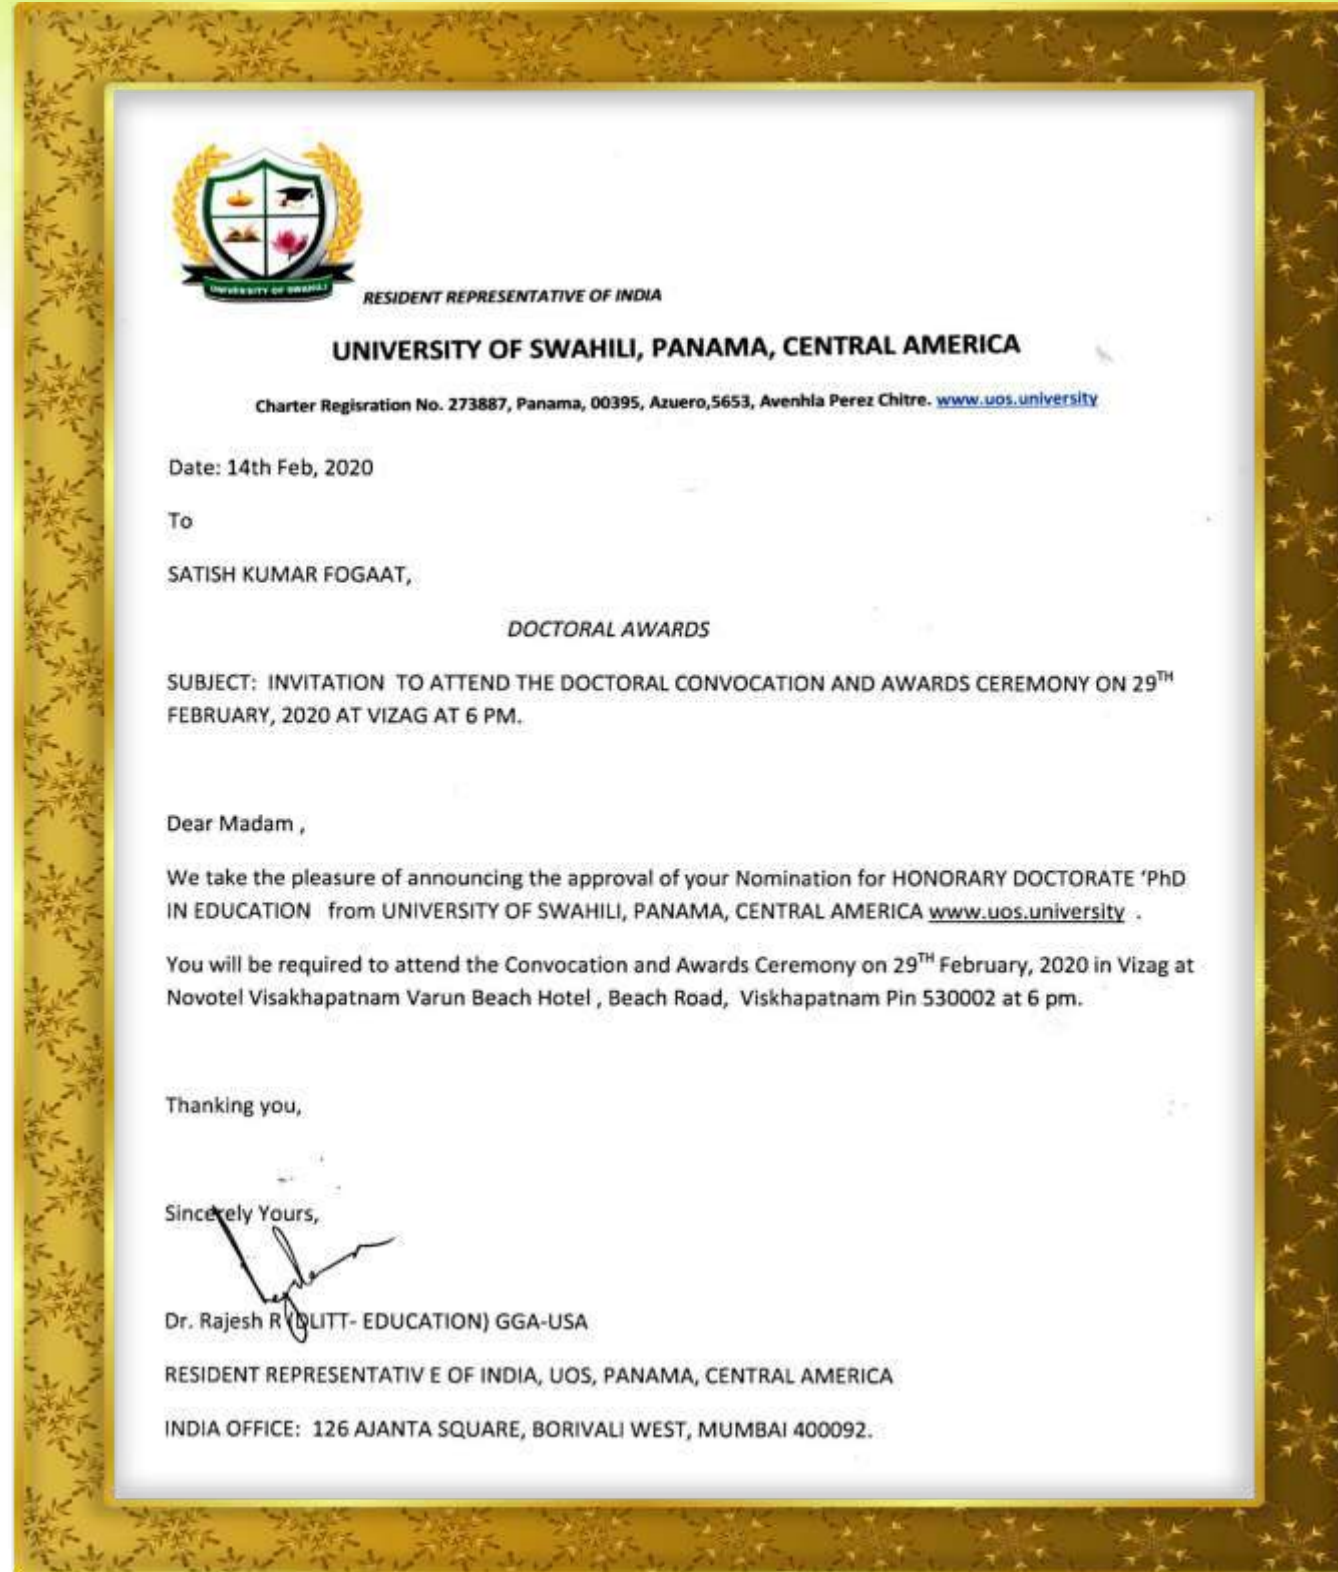 UNIVERSITY OF SWAHILI
RESIDENT REPRESENTATIVE OF INDIA
UNIVERSITY OF SWAHILI, PANAMA, CENTRAL AMERICA
Charter Regisration No. 273887, Panama, 00395, Azuero,5653, Avenhla Perez Chitre. www.uos.university
Date: 14th Feb, 2020
To
SATISH KUMAR FOGAAT,
DOCTORAL AWARDS
SUBJECT: INVITATION TO ATTEND THE DOCTORAL CONVOCATION AND AWARDS CEREMONY ON 29TH
FEBRUARY, 2020 AT VIZAG AT 6 PM.
Dear Madam ,
We take the pleasure of announcing the approval of your Nomination for HONORARY DOCTORATE ‘PhD
IN EDUCATION from UNIVERSITY OF SWAHILI, PANAMA, CENTRAL AMERICA www.uos.university .
You will be required to attend the Convocation and Awards Ceremony on 29TH February, 2020 in Vizag at
Novotel Visakhapatnam Varun Beach Hotel , Beach Road, Viskhapatnam Pin 530002 at 6 pm.
Thanking you,
Sincerely Yours,
Dr. Rajesh R (DLITT- EDUCATION) GGA-USA
RESIDENT REPRESENTATIV E OF INDIA, UOS, PANAMA, CENTRAL AMERICA
INDIA OFFICE: 126 AJANTA SQUARE, BORIVALI WEST, MUMBAI 400092.